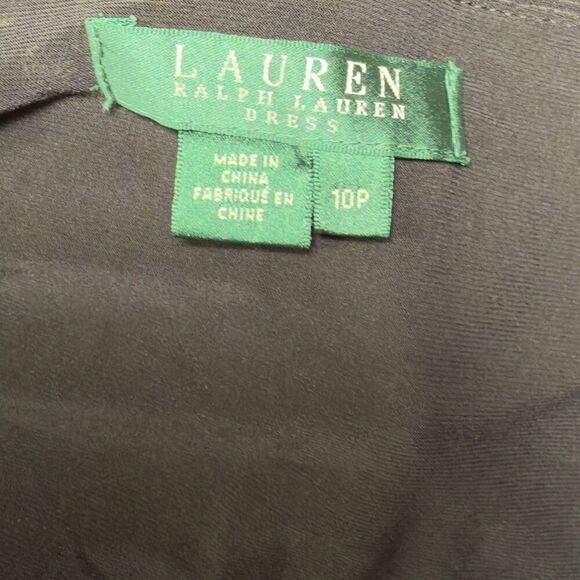 LAUREN
RALPH LAUREN
DRESS
MADE IN
CHINA
FABRIQUÉ EN
CHINE
10P